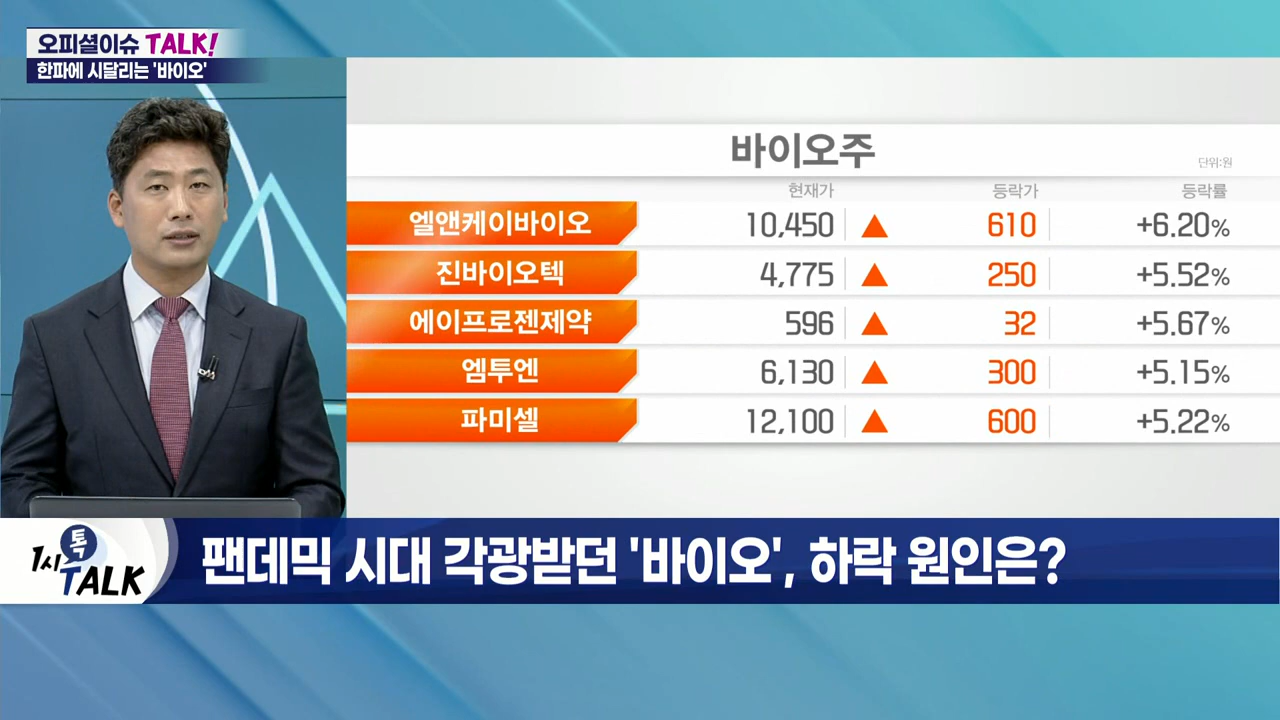 오피셜이슈 TALK!
한파에 시달리는 '바이오'
바이오주
단위:원
현재가 등락가 등락률
엘앤케이바이오 10,450 ▲ 610 +6.20%
진바이오텍 4,775 ▲ 250 +5.52%
에이프로젠제약 596 ▲ 32 +5.67%
엠투엔 6,130 ▲ 300 +5.15%
파미셀 12,100 ▲ 600 +5.22%
1시톡 TALK
팬데믹 시대 각광받던 '바이오', 하락 원인은?